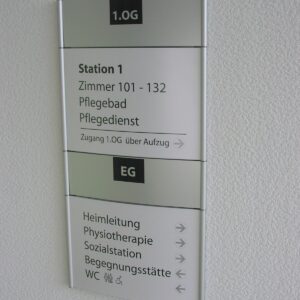 1.OG
Station 1
Zimmer 101 - 132
Pflegebad
Pflegedienst
Zugang 1.OG über Aufzug →
EG
Heimleitung →
Physiotherapie →
Sozialstation →
Begegnungsstätte ←
WC ←